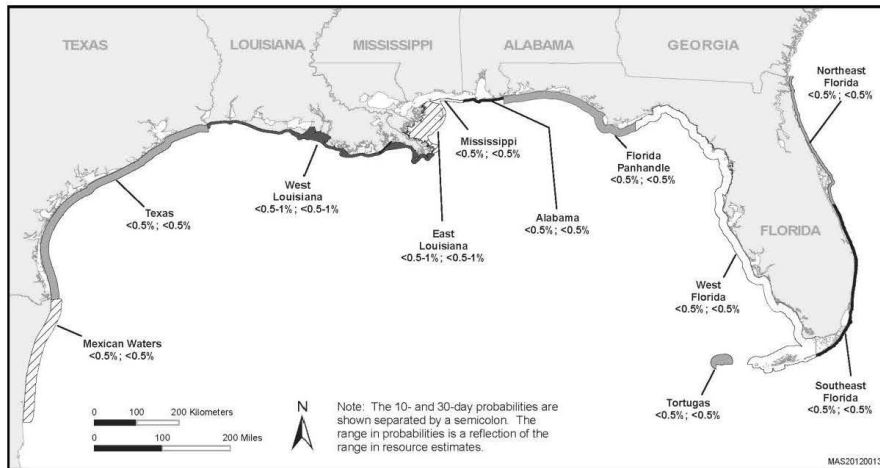 TEXAS
LOUISIANA
MISSISSIPPI
ALABAMA
GEORGIA
Northeast
Florida
<0.5%; <0.5%
Mississippi
<0.5%; <0.5%
Florida
Panhandle
<0.5%; <0.5%
West
Louisiana
<0.5-1%; <0.5-1%
Texas
<0.5%; <0.5%
Alabama
<0.5%; <0.5%
FLORIDA
East
Louisiana
<0.5-1%; <0.5-1%
West
Florida
<0.5%; <0.5%
Mexican Waters
<0.5%; <0.5%
Southeast
Florida
<0.5%; <0.5%
Tortugas
<0.5%; <0.5%
0 100 200 Kilometers
0 100 200 Miles
N
Note: The 10- and 30-day probabilities are
shown separated by a semicolon. The
range in probabilities is a reflection of the
range in resource estimates.
MAS20120013